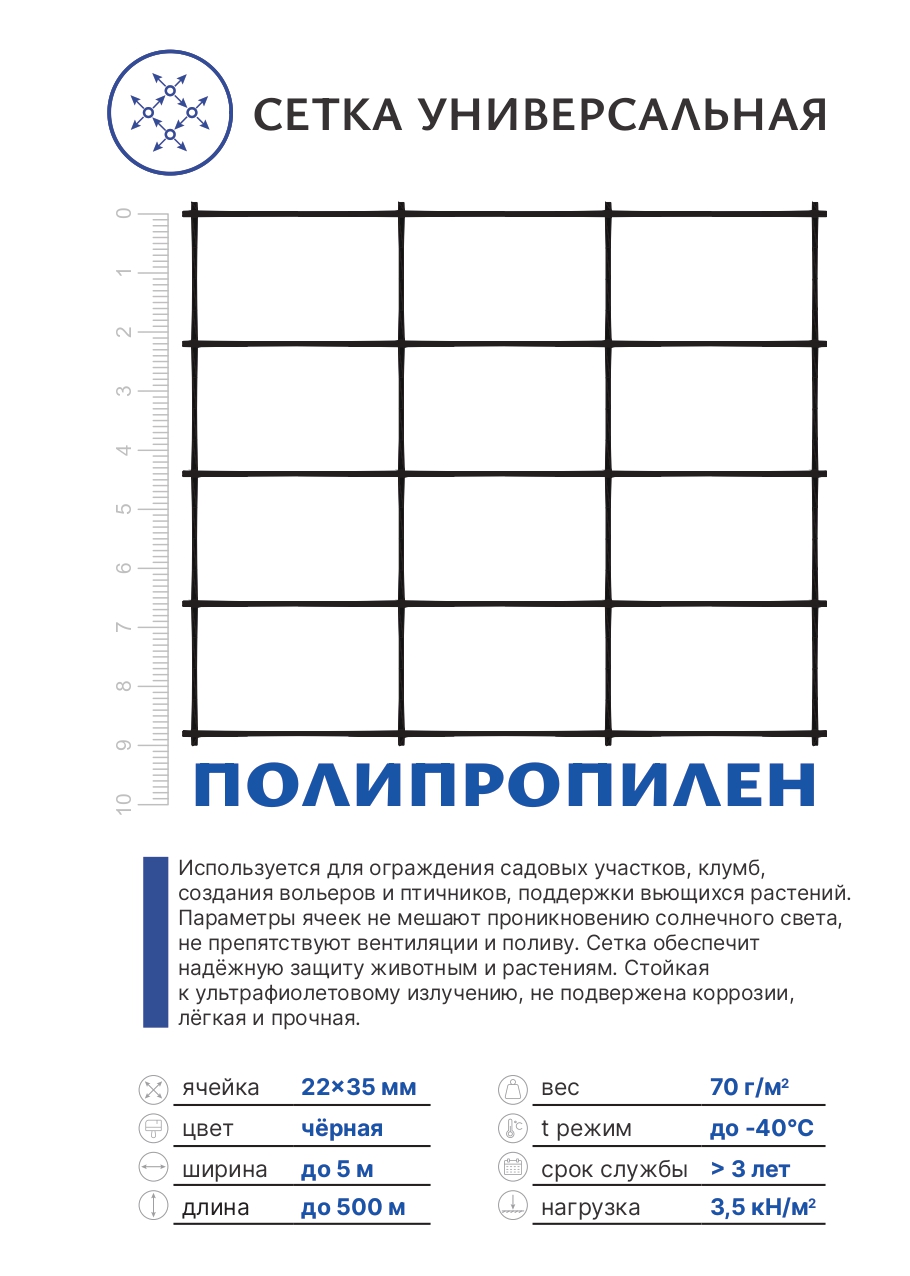 СЕТКА УНИВЕРСАЛЬНАЯ
0
1
2
3
4
5
6
7
8
9
10
ПОЛИПРОПИЛЕН
Используется для ограждения садовых участков, клумб,
создания вольеров и птичников, поддержки вьющихся растений.
Параметры ячеек не мешают проникновению солнечного света,
не препятствуют вентиляции и поливу. Сетка обеспечит
надёжную защиту животным и растениям. Стойкая
к ультрафиолетовому излучению, не подвержена коррозии,
лёгкая и прочная.
ячейка 22×35 мм
цвет чёрная
ширина до 5 м
длина до 500 м
вес 70 г/м²
°C t режим до -40°C
срок службы > 3 лет
нагрузка 3,5 кН/м²